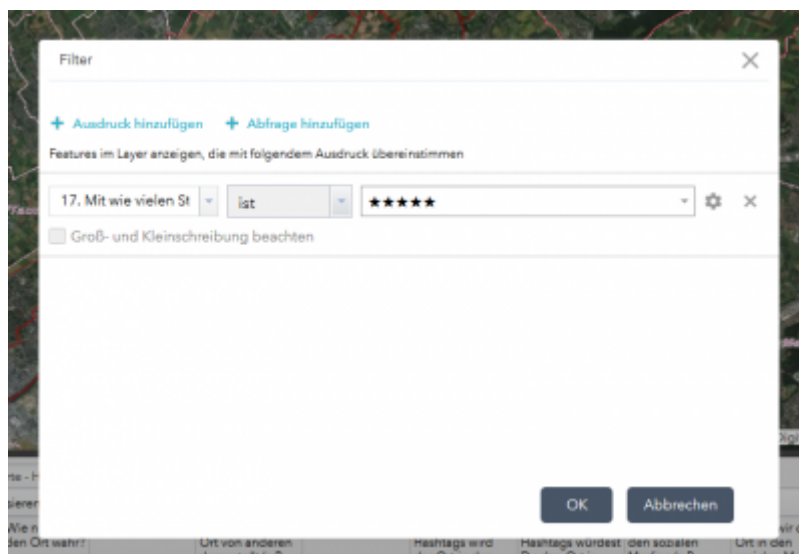 Filter
+ Ausdruck hinzufügen + Abfrage hinzufügen
Features im Layer anzeigen, die mit folgendem Ausdruck übereinstimmen
17. Mit wie vielen St ist ★★★★★
Groß- und Kleinschreibung beachten
OK Abbrechen
den Ort wahr? Ort von anderen Hashtags wird Hashtags würdest den sozialen Ort in den